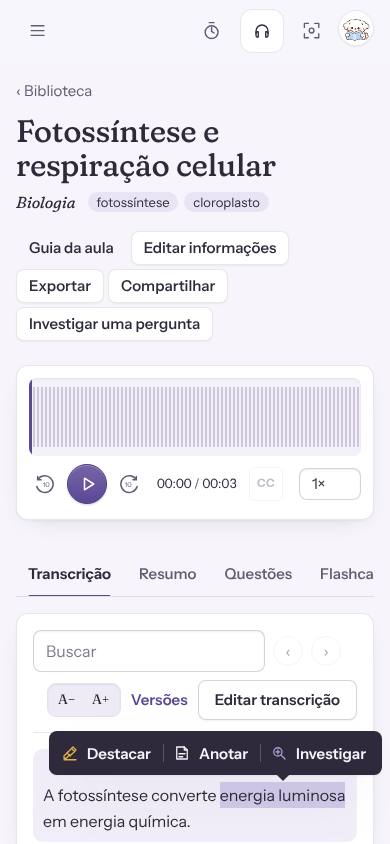 ‹ Biblioteca
Fotossíntese e
respiração celular
Biologia fotossíntese cloroplasto
Guia da aula Editar informações
Exportar Compartilhar
Investigar uma pergunta
10 10 00:00 / 00:03 CC 1×
Transcrição Resumo Questões Flashca
Buscar ‹ ›
A− A+ Versões Editar transcrição
Destacar Anotar Investigar
A fotossíntese converte energia luminosa
em energia química.